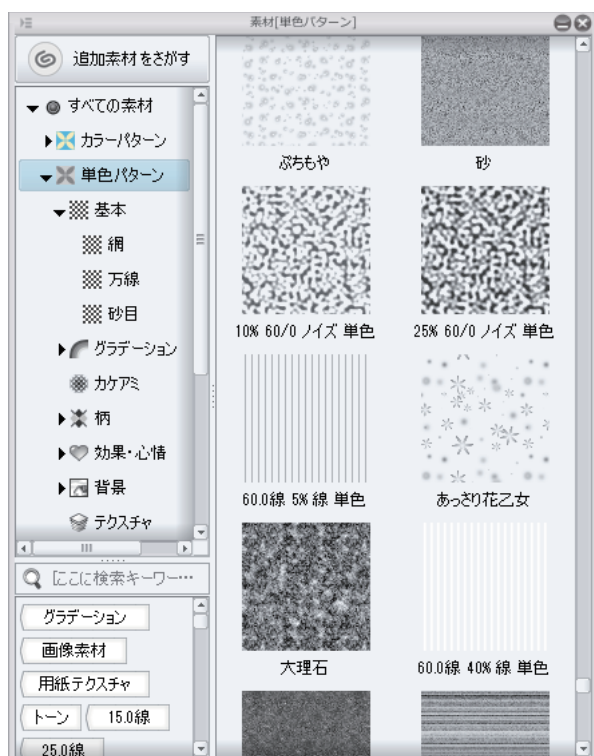 素材[単色パターン]
追加素材をさがす
すべての素材
カラーパターン
単色パターン
基本
網
万線
砂目
グラデーション
カケアミ
柄
効果・心情
背景
テクスチャ
[ここに検索キーワー…
グラデーション
画像素材
用紙テクスチャ
トーン 15.0線
25.0線
ぷちもや 砂
10% 60/0 ノイズ 単色 25% 60/0 ノイズ 単色
60.0線 5% 線 単色 あっさり花乙女
大理石 60.0線 40% 線 単色